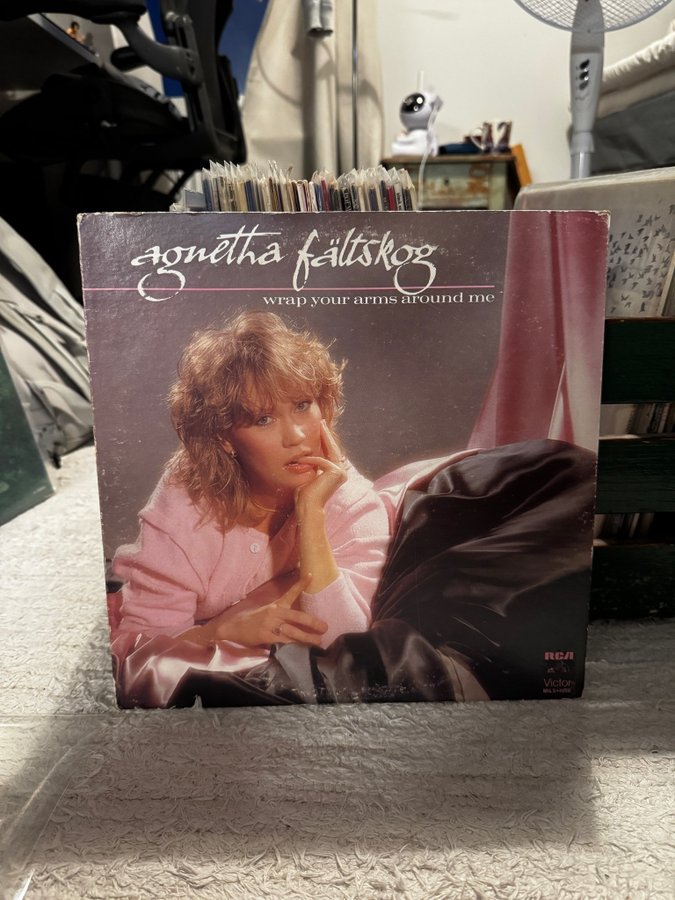 agnetha fältskog
wrap your arms around me
RCA
Victor